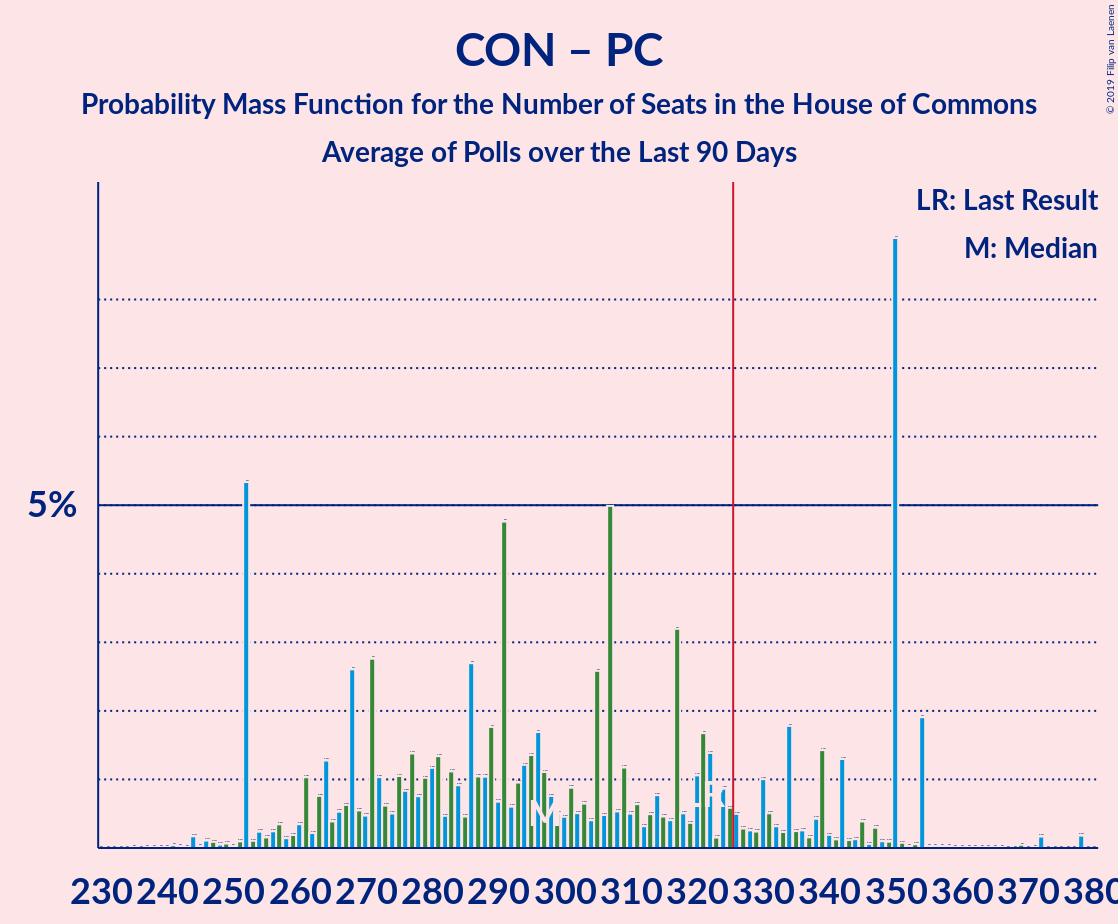 CON – PC
Probability Mass Function for the Number of Seats in the House of Commons
Average of Polls over the Last 90 Days
© 2019 Filip van Laenen
LR: Last Result
M: Median
5%
M
LR
230 240 250 260 270 280 290 300 310 320 330 340 350 360 370 380